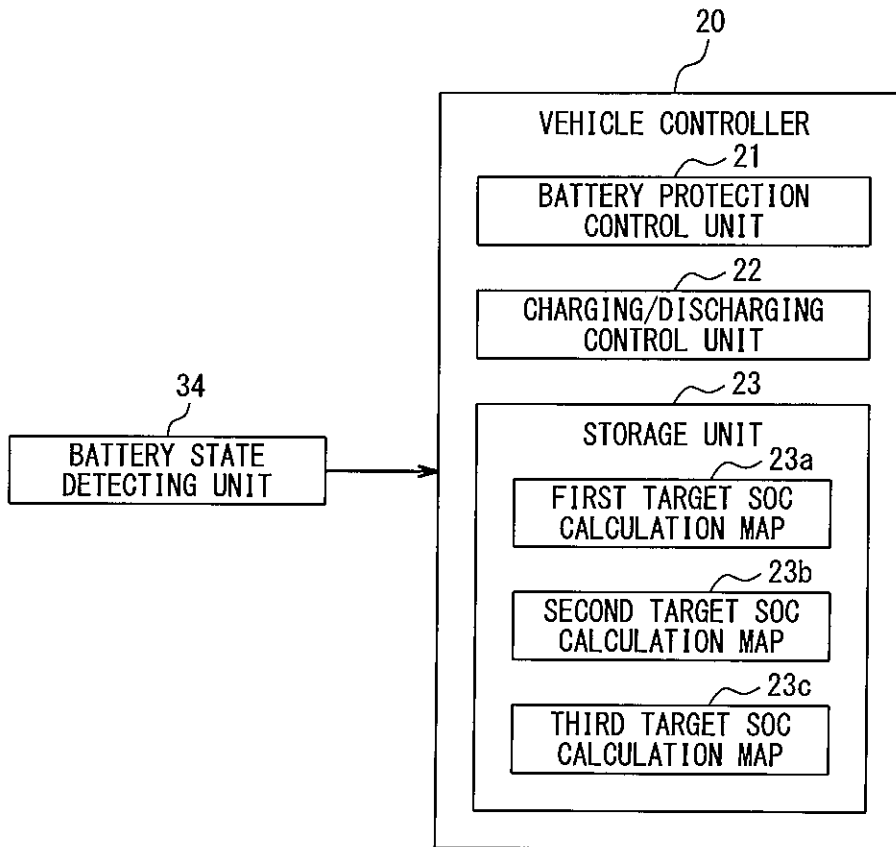 20
VEHICLE CONTROLLER
21
BATTERY PROTECTION
CONTROL UNIT
22
CHARGING/DISCHARGING
CONTROL UNIT
34
BATTERY STATE
DETECTING UNIT
23
STORAGE UNIT
23a
FIRST TARGET SOC
CALCULATION MAP
23b
SECOND TARGET SOC
CALCULATION MAP
23c
THIRD TARGET SOC
CALCULATION MAP